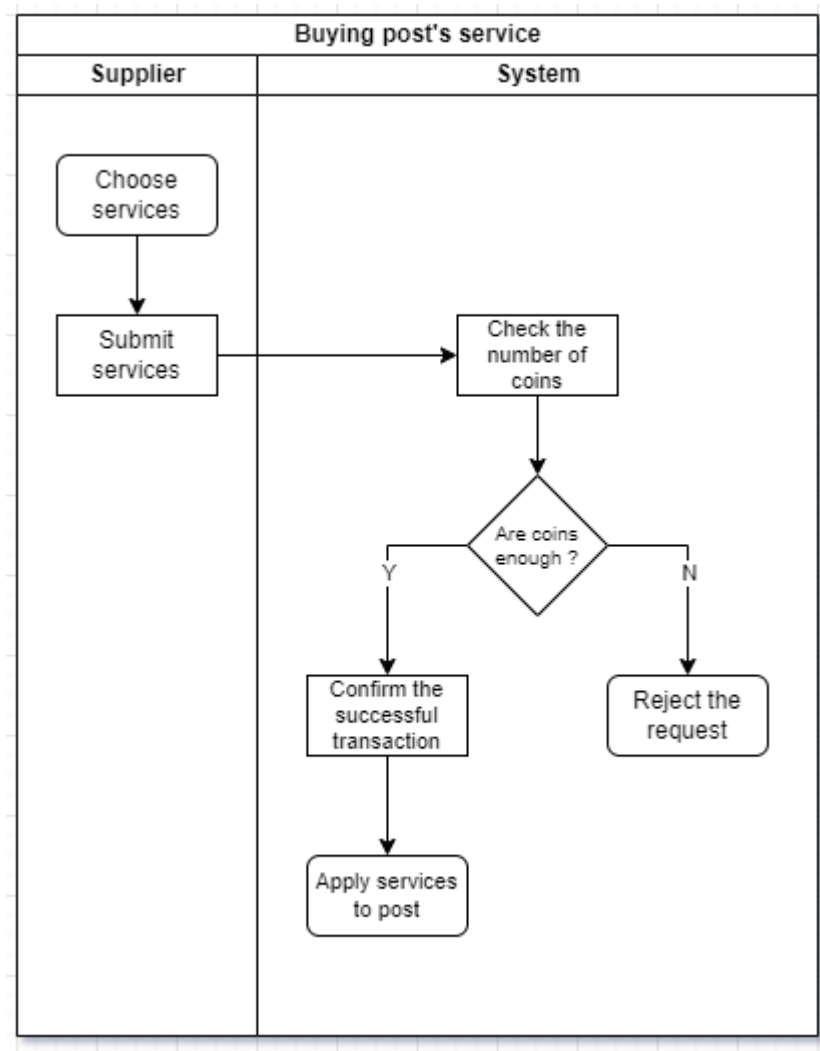 Buying post's service
Supplier
System
Choose
services
Submit
services
Check the
number of
coins
Are coins
enough ?
Y
N
Confirm the
successful
transaction
Reject the
request
Apply services
to post